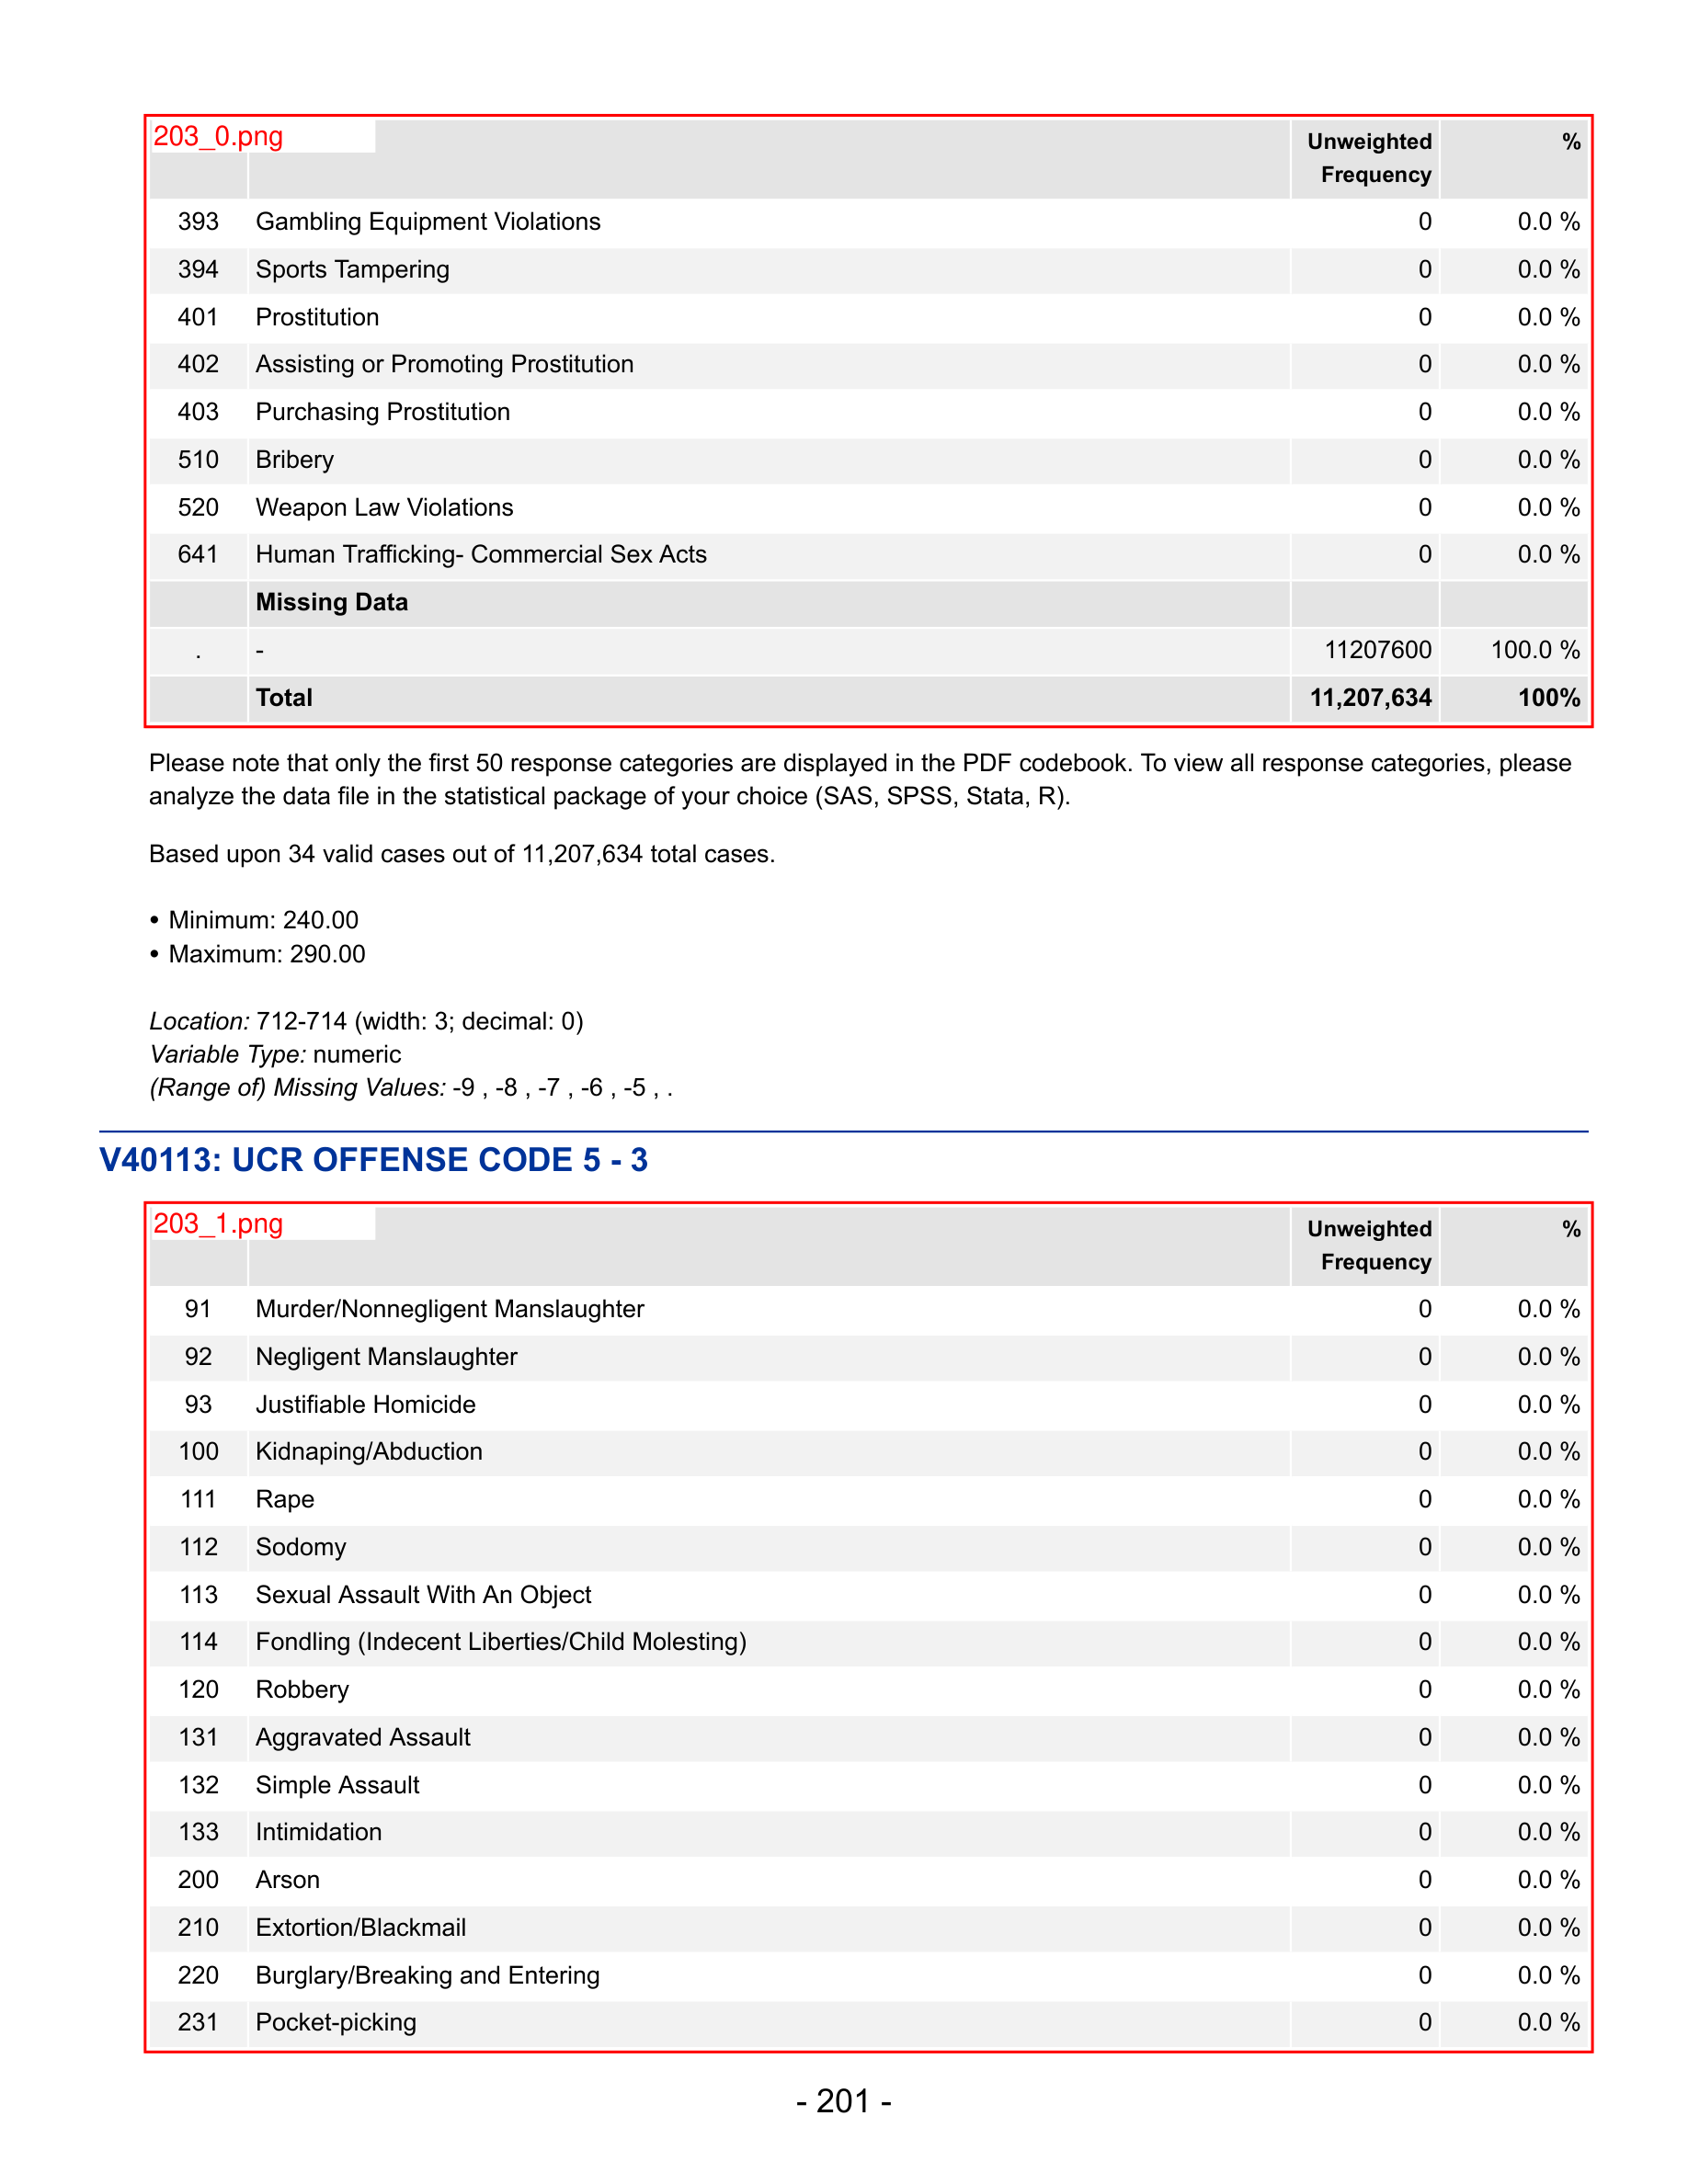 203_0.png
Unweighted Frequency %
393 Gambling Equipment Violations 0 0.0 %
394 Sports Tampering 0 0.0 %
401 Prostitution 0 0.0 %
402 Assisting or Promoting Prostitution 0 0.0 %
403 Purchasing Prostitution 0 0.0 %
510 Bribery 0 0.0 %
520 Weapon Law Violations 0 0.0 %
641 Human Trafficking- Commercial Sex Acts 0 0.0 %
Missing Data
. - 11207600 100.0 %
Total 11,207,634 100%
Please note that only the first 50 response categories are displayed in the PDF codebook. To view all response categories, please
analyze the data file in the statistical package of your choice (SAS, SPSS, Stata, R).
Based upon 34 valid cases out of 11,207,634 total cases.
• Minimum: 240.00
• Maximum: 290.00
Location: 712-714 (width: 3; decimal: 0)
Variable Type: numeric
(Range of) Missing Values: -9 , -8 , -7 , -6 , -5 , .
V40113: UCR OFFENSE CODE 5 - 3
203_1.png
Unweighted Frequency %
91 Murder/Nonnegligent Manslaughter 0 0.0 %
92 Negligent Manslaughter 0 0.0 %
93 Justifiable Homicide 0 0.0 %
100 Kidnaping/Abduction 0 0.0 %
111 Rape 0 0.0 %
112 Sodomy 0 0.0 %
113 Sexual Assault With An Object 0 0.0 %
114 Fondling (Indecent Liberties/Child Molesting) 0 0.0 %
120 Robbery 0 0.0 %
131 Aggravated Assault 0 0.0 %
132 Simple Assault 0 0.0 %
133 Intimidation 0 0.0 %
200 Arson 0 0.0 %
210 Extortion/Blackmail 0 0.0 %
220 Burglary/Breaking and Entering 0 0.0 %
231 Pocket-picking 0 0.0 %
- 201 -